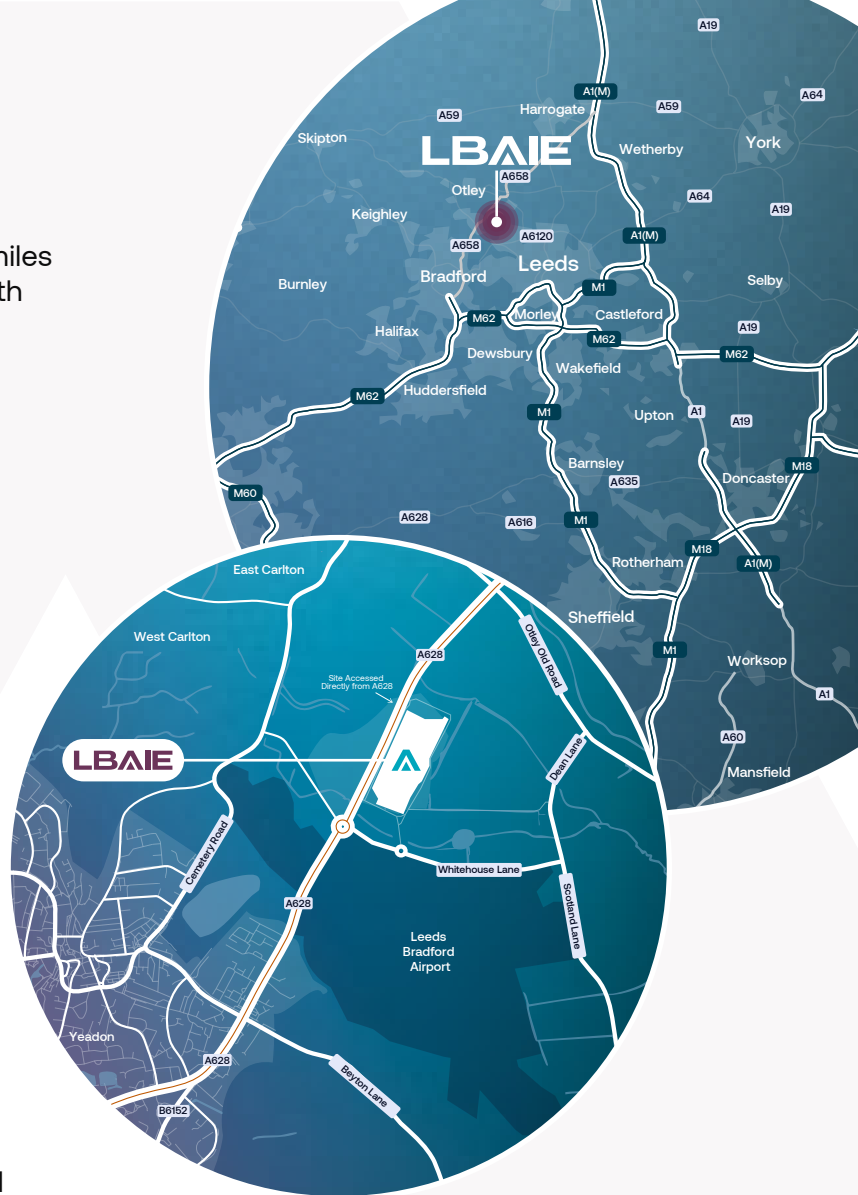 niles
th
A19
A1(M)
A64
Harrogate
A59
A59
Skipton
York
LBAIE
Wetherby
A658
Otley
A64
Keighley
A19
A6120
A1(M)
A658
Leeds
Bradford
Selby
Burnley
M1
M62
Morley
Castleford
Halifax
A19
M62
M62
Dewsbury
Wakefield
Huddersfield
M62
M1
Upton
A1
A19
Barnsley
M18
Doncaster
A635
M60
A628
A616
M1
M18
Rotherham
A1(M)
Sheffield
M1
Worksop
A1
A60
Mansfield
East Carlton
West Carlton
A628
Otley Old Road
Site Accessed
Directly from A628
LBAIE
Dean Lane
Cemetery Road
Whitehouse Lane
A628
Scotland Lane
Leeds
Bradford
Airport
Yeadon
A628
Beyton Lane
B6152